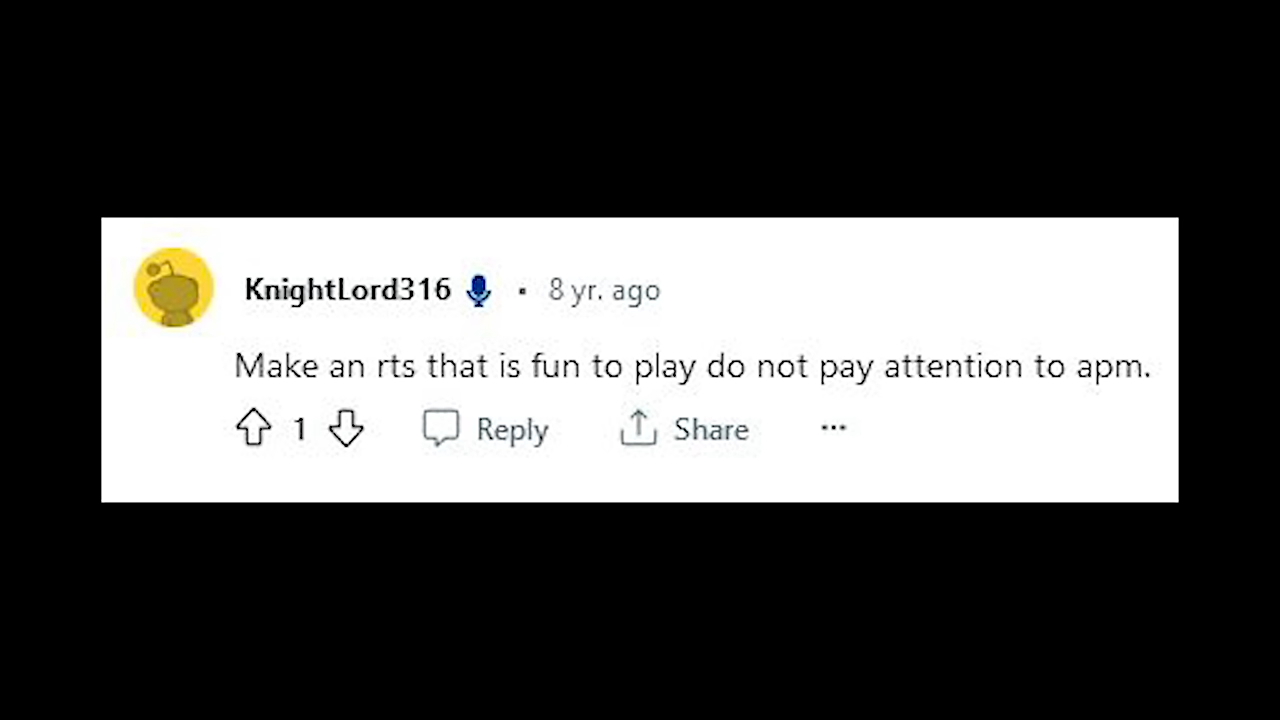 KnightLord316 · 8 yr. ago
Make an rts that is fun to play do not pay attention to apm.
1 Reply Share ...